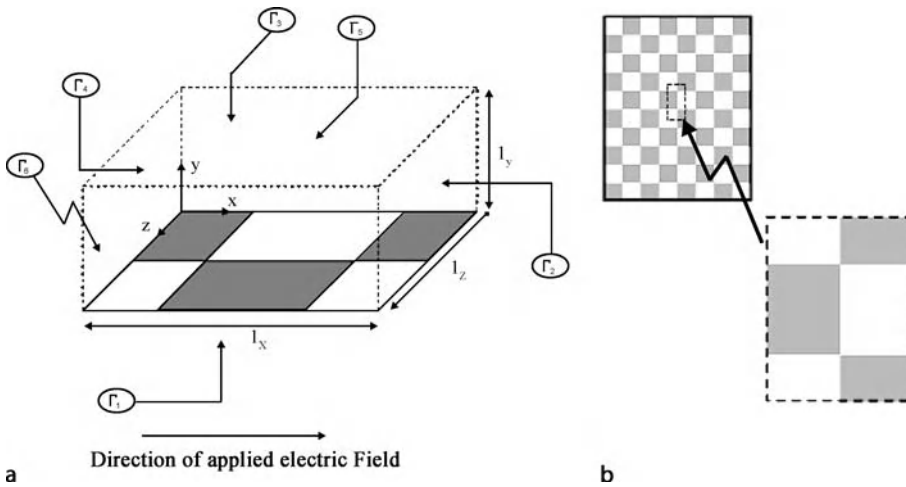 Γ₃
Γ₅
Γ₄
Γ₆
y
l_y
x
z
l_z
Γ₂
l_x
Γ₁
Direction of applied electric Field
a
b